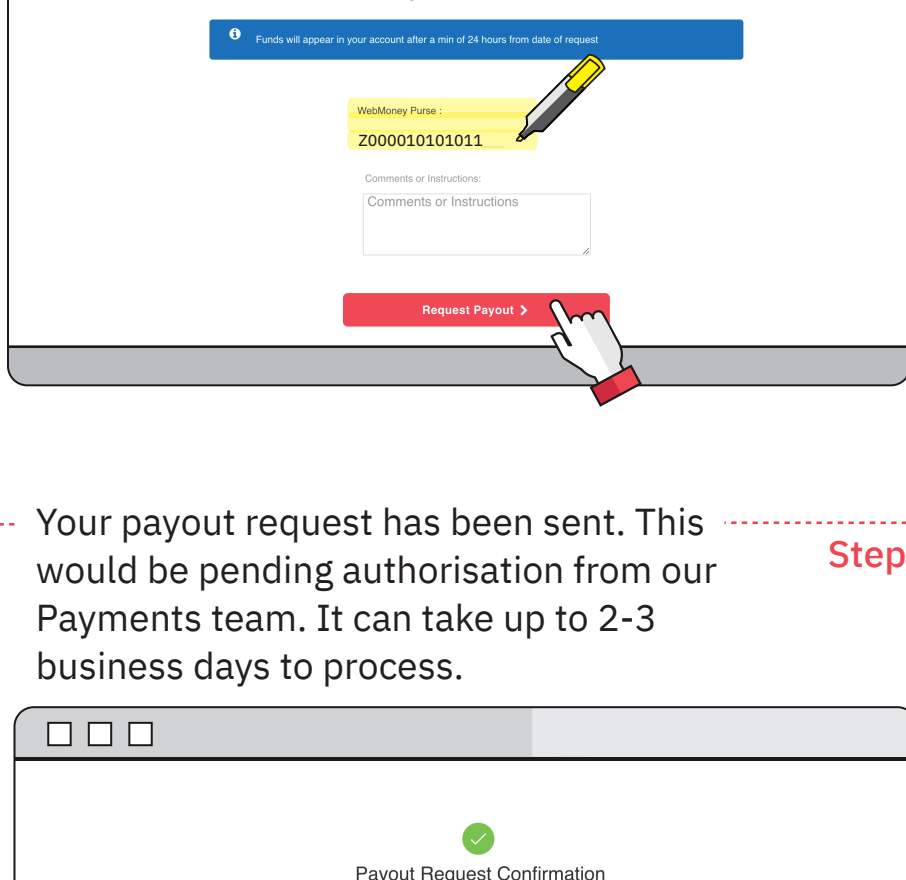 Funds will appear in your account after a min of 24 hours from date of request
WebMoney Purse :
Z000010101011
Comments or Instructions:
Comments or Instructions
Request Payout
Your payout request has been sent. This
would be pending authorisation from our
Payments team. It can take up to 2-3
business days to process.
Step
Payout Request Confirmation